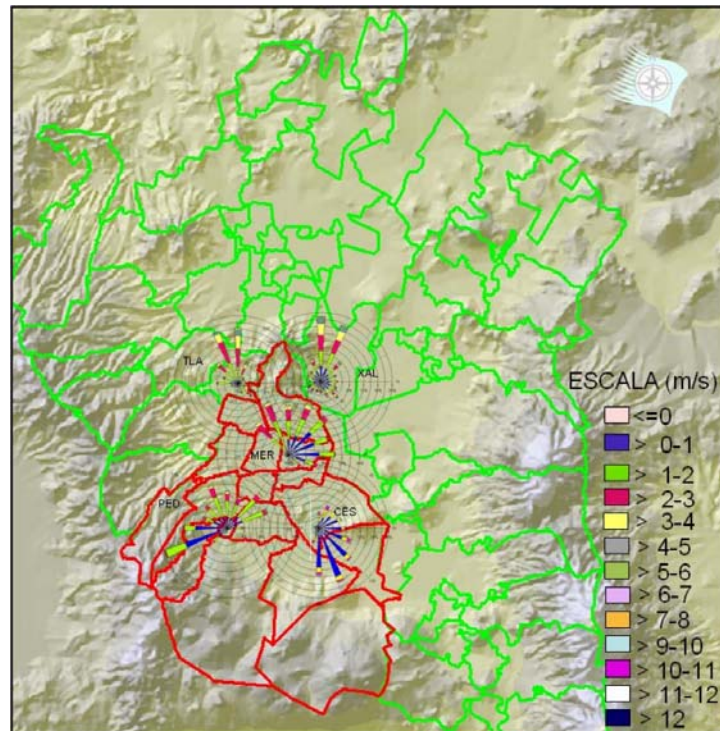 TLA
XAL
MER
PED
CES
ESCALA (m/s)
<=0
> 0-1
> 1-2
> 2-3
> 3-4
> 4-5
> 5-6
> 6-7
> 7-8
> 9-10
> 10-11
> 11-12
> 12